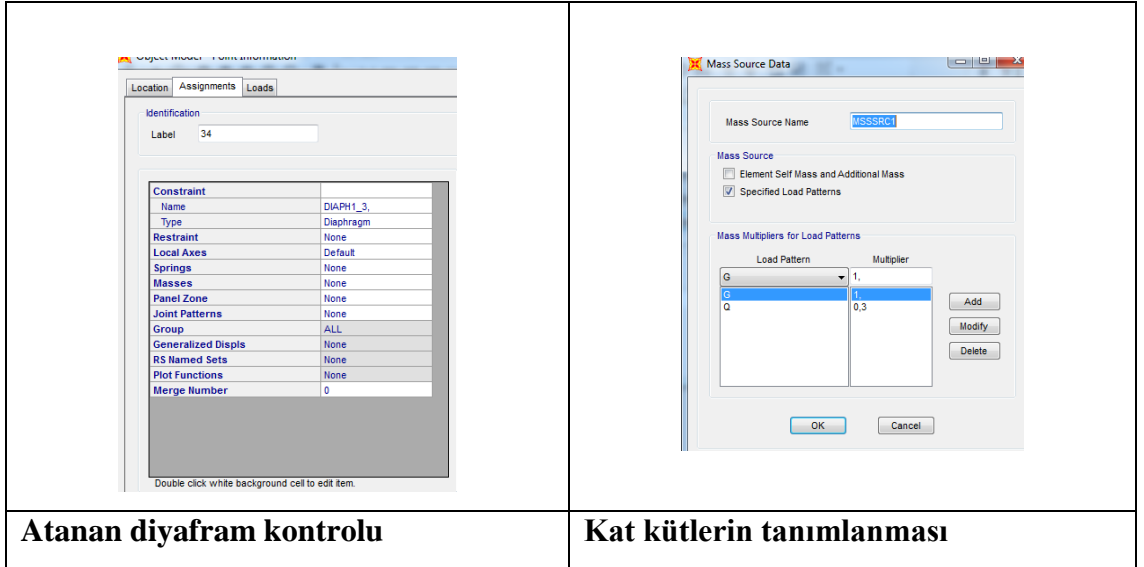 Object Model - Point Information
Location Assignments Loads
Identification
Label 34
Constraint
Name DIAPH1_3,
Type Diaphragm
Restraint None
Local Axes Default
Springs None
Masses None
Panel Zone None
Joint Patterns None
Group ALL
Generalized Displs None
RS Named Sets None
Plot Functions None
Merge Number 0
Double click white background cell to edit item.
Atanan diyafram kontrolu
Mass Source Data
Mass Source Name MSSSRC1
Mass Source
Element Self Mass and Additional Mass
Specified Load Patterns
Mass Multipliers for Load Patterns
Load Pattern Multiplier
G 1,
G 1,
Q 0,3
Add
Modify
Delete
OK Cancel
Kat kütlerin tanımlanması